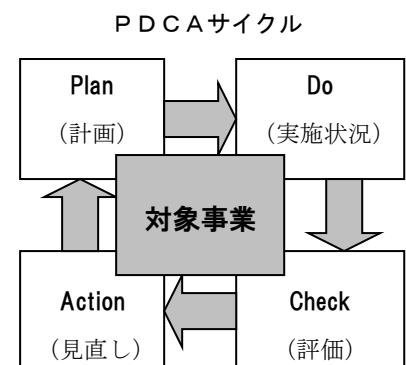 ＰＤＣＡサイクル
Plan
（計画）
Do
（実施状況）
対象事業
Action
（見直し）
Check
（評価）